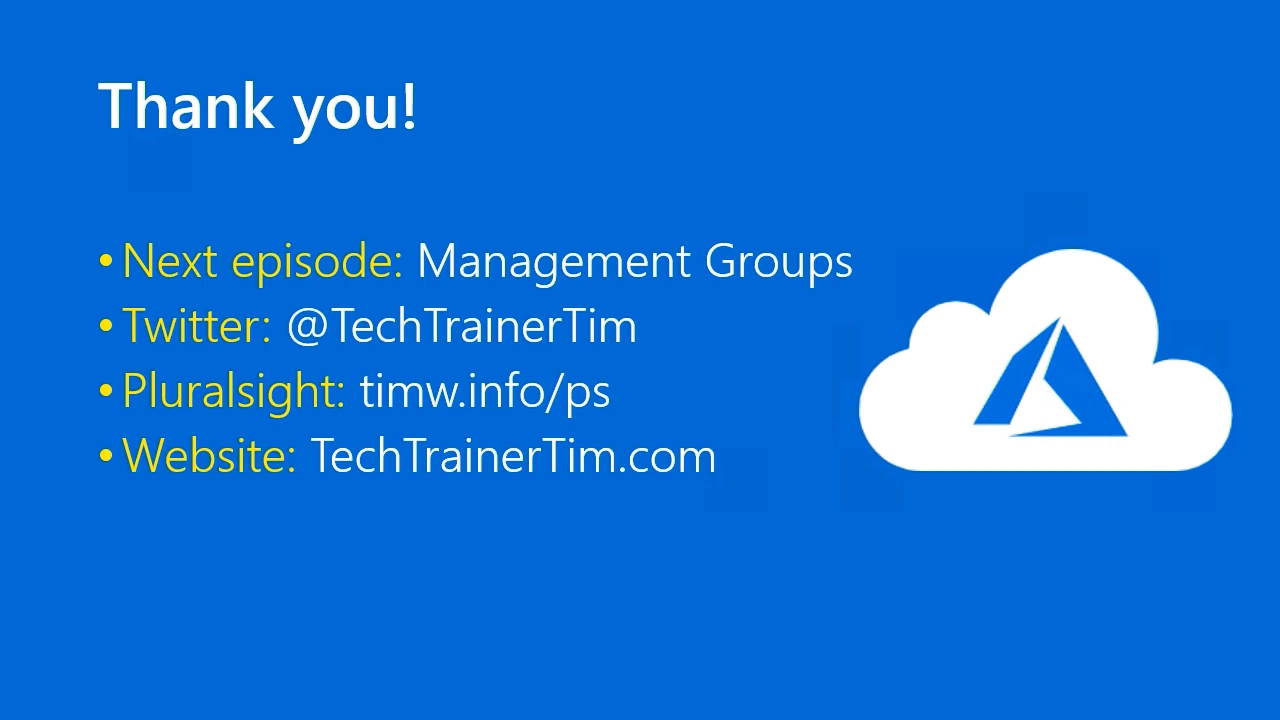 Thank you!
• Next episode: Management Groups
• Twitter: @TechTrainerTim
• Pluralsight: timw.info/ps
• Website: TechTrainerTim.com